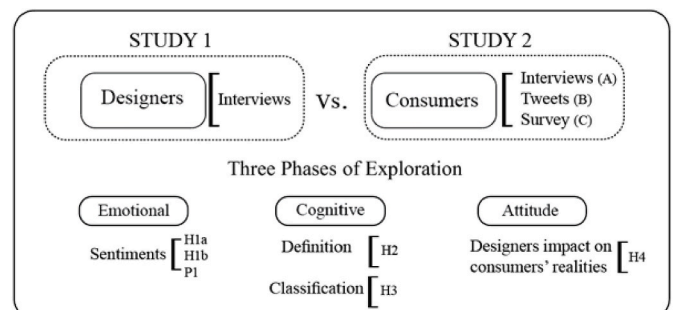 STUDY 1
STUDY 2
Designers
Interviews
Vs.
Consumers
Interviews (A)
Tweets (B)
Survey (C)
Three Phases of Exploration
Emotional
Cognitive
Attitude
Sentiments
H1a
H1b
P1
Definition
H2
Classification
H3
Designers impact on
consumers' realities
H4